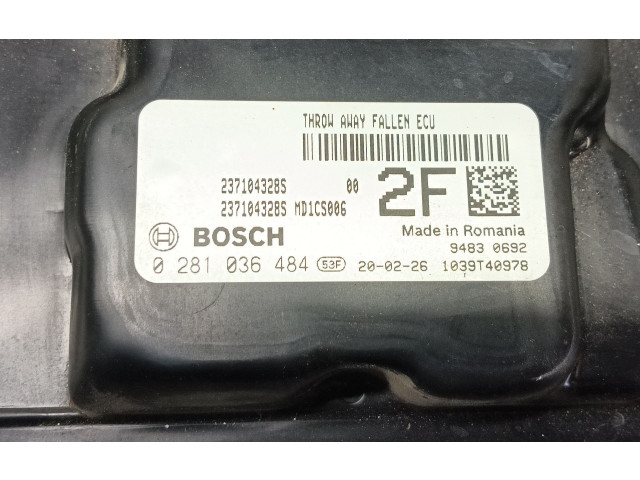 THROW AWAY FALLEN ECU
237104328S 00
237104328S MD1CS006
2F
BOSCH
Made in Romania
9483 0692
0 281 036 484 53F 20-02-26 1039T40978